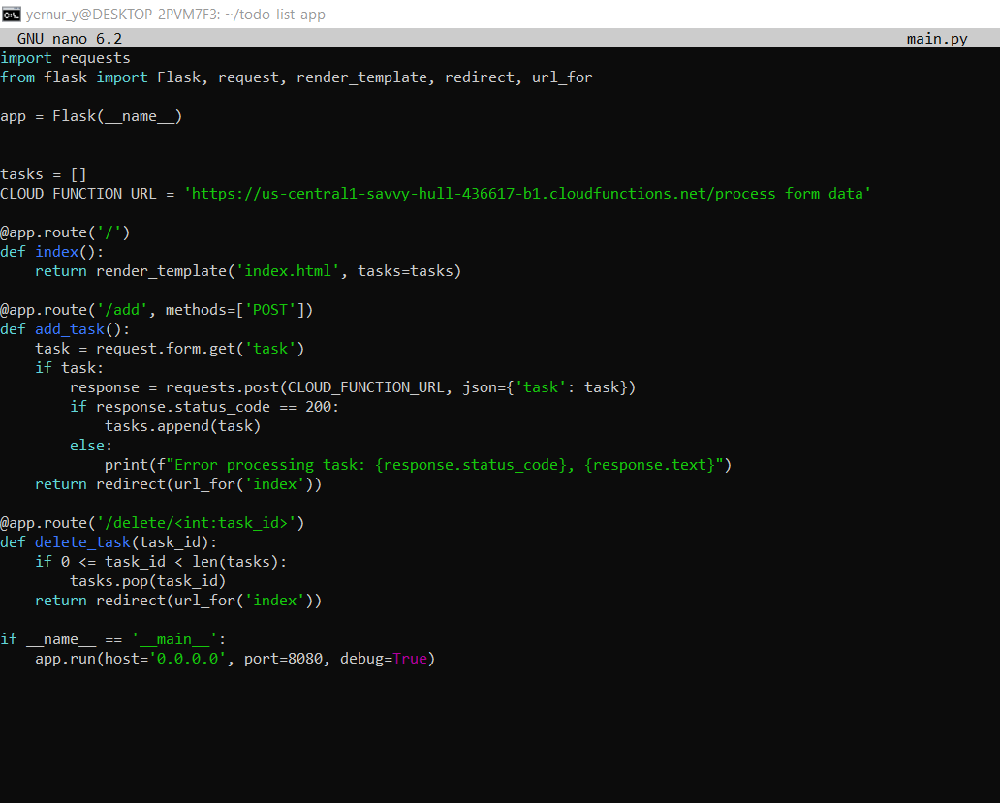 yernur_y@DESKTOP-2PVM7F3: ~/todo-list-app
GNU nano 6.2 main.py
import requests
from flask import Flask, request, render_template, redirect, url_for
app = Flask(__name__)
tasks = []
CLOUD_FUNCTION_URL = 'https://us-central1-savvy-hull-436617-b1.cloudfunctions.net/process_form_data'
@app.route('/')
def index():
    return render_template('index.html', tasks=tasks)
@app.route('/add', methods=['POST'])
def add_task():
    task = request.form.get('task')
    if task:
        response = requests.post(CLOUD_FUNCTION_URL, json={'task': task})
        if response.status_code == 200:
            tasks.append(task)
        else:
            print(f"Error processing task: {response.status_code}, {response.text}")
    return redirect(url_for('index'))
@app.route('/delete/<int:task_id>')
def delete_task(task_id):
    if 0 <= task_id < len(tasks):
        tasks.pop(task_id)
    return redirect(url_for('index'))
if __name__ == '__main__':
    app.run(host='0.0.0.0', port=8080, debug=True)